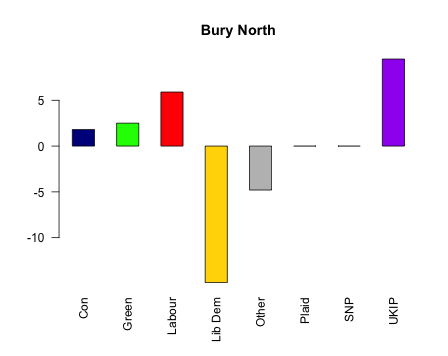 Bury North
5
0
-5
-10
Con
Green
Labour
Lib Dem
Other
Plaid
SNP
UKIP